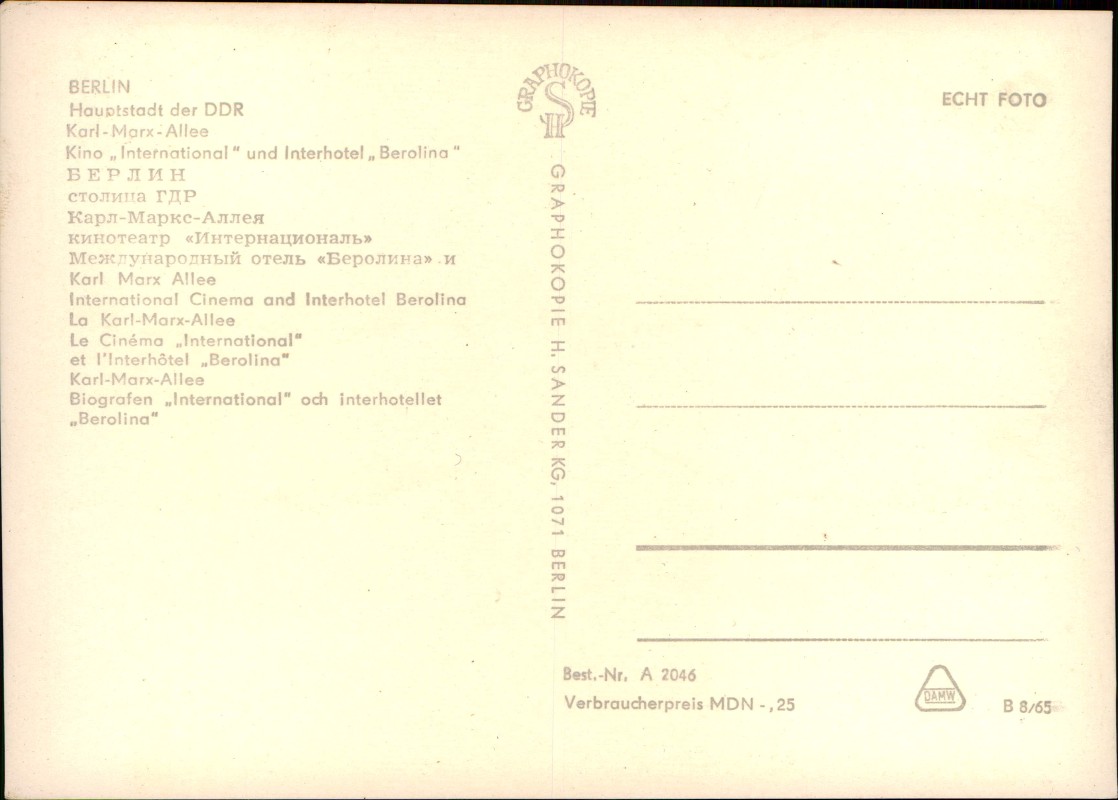 BERLIN
Hauptstadt der DDR
Karl-Marx-Allee
Kino „International" und Interhotel „Berolina"
БЕРЛИН
столица ГДР
Карл-Маркс-Аллея
кинотеатр «Интернациональ»
Международный отель «Беролина» и
Karl Marx Allee
International Cinema and Interhotel Berolina
La Karl-Marx-Allee
Le Cinéma „International"
et l'Interhôtel „Berolina"
Karl-Marx-Allee
Biografen „International" och interhotellet
„Berolina"
GRAPHOKOPIE
H S
GRAPHOKOPIE H. SANDER KG, 1071 BERLIN
ECHT FOTO
Best.-Nr. A 2046
Verbraucherpreis MDN -,25
DAMW
B 8/65